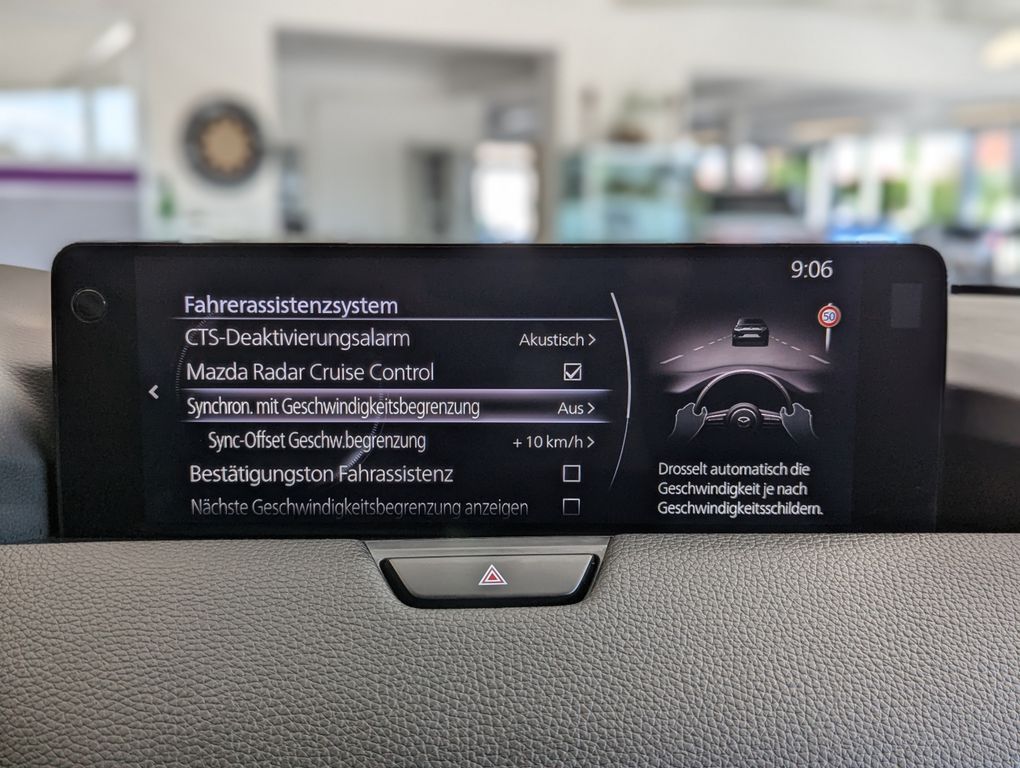 9:06
Fahrerassistenzsystem
CTS-Deaktivierungsalarm Akustisch >
Mazda Radar Cruise Control
Synchron. mit Geschwindigkeitsbegrenzung Aus >
Sync-Offset Geschw.begrenzung + 10 km/h >
Bestätigungston Fahrassistenz
Nächste Geschwindigkeitsbegrenzung anzeigen
50
Drosselt automatisch die
Geschwindigkeit je nach
Geschwindigkeitsschildern.